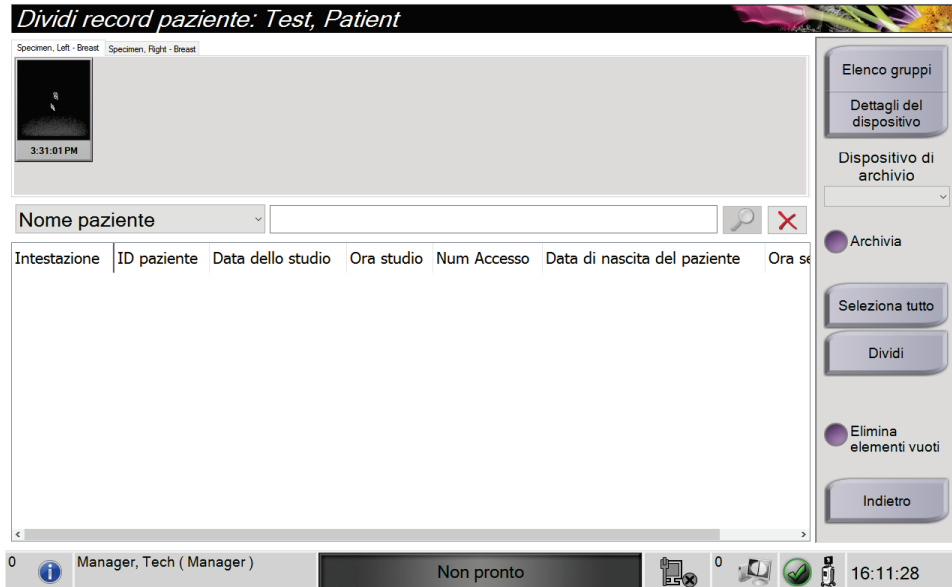 Dividi record paziente: Test, Patient
Specimen, Left - Breast
Specimen, Right - Breast
3:31:01 PM
Nome paziente
Intestazione ID paziente Data dello studio Ora studio Num Accesso Data di nascita del paziente Ora se
Elenco gruppi
Dettagli del
dispositivo
Dispositivo di
archivio
Archivia
Seleziona tutto
Dividi
Elimina
elementi vuoti
Indietro
0 Manager, Tech ( Manager ) Non pronto 0 16:11:28